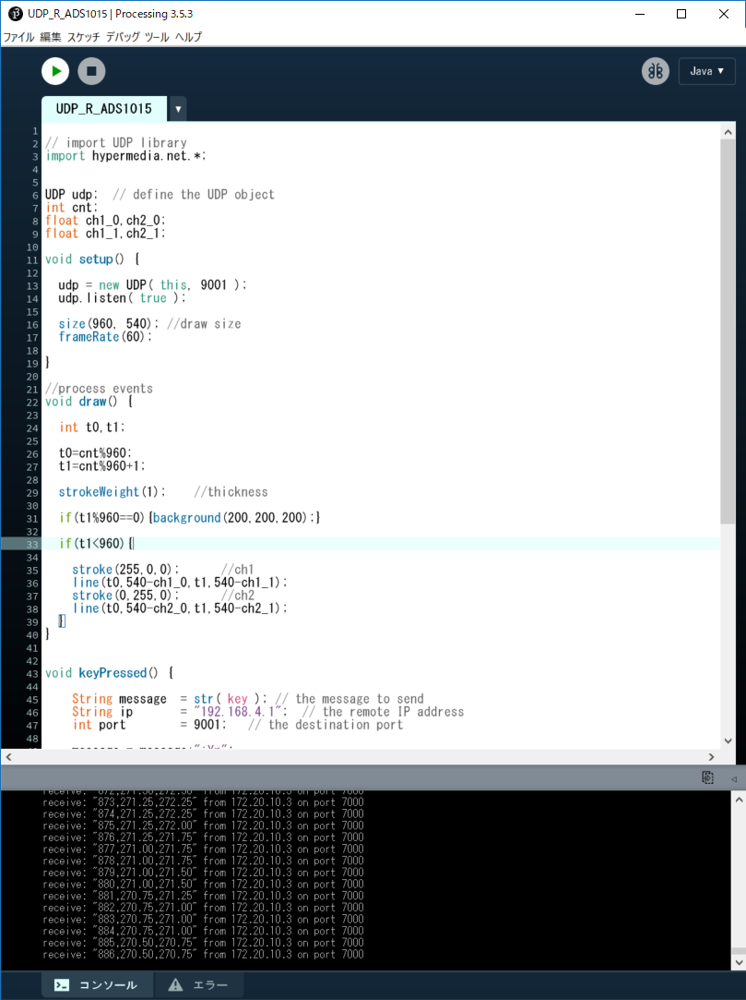 UDP_R_ADS1015 | Processing 3.5.3
ファイル 編集 スケッチ デバッグ ツール ヘルプ
Java ▼
UDP_R_ADS1015 ▼
1
2 // import UDP library
3 import hypermedia.net.*;
4
5
6 UDP udp;  // define the UDP object
7 int cnt;
8 float ch1_0,ch2_0;
9 float ch1_1,ch2_1;
10
11 void setup() {
12
13   udp = new UDP( this, 9001 );
14   udp.listen( true );
15
16   size(960, 540); //draw size
17   frameRate(60);
18
19 }
20
21 //process events
22 void draw() {
23
24   int t0,t1;
25
26   t0=cnt%960;
27   t1=cnt%960+1;
28
29   strokeWeight(1);    //thickness
30
31   if(t1%960==0){background(200,200,200);}
32
33   if(t1<960){
34
35     stroke(255,0,0);      //ch1
36     line(t0,540-ch1_0,t1,540-ch1_1);
37     stroke(0,255,0);      //ch2
38     line(t0,540-ch2_0,t1,540-ch2_1);
39   }
40 }
41
42
43 void keyPressed() {
44
45     String message  = str( key ); // the message to send
46     String ip       = "192.168.4.1";  // the remote IP address
47     int port        = 9001;   // the destination port
48
receive: "872,271.50,272.50" from 172.20.10.3 on port 7000
receive: "873,271.25,272.25" from 172.20.10.3 on port 7000
receive: "874,271.25,272.25" from 172.20.10.3 on port 7000
receive: "875,271.25,272.00" from 172.20.10.3 on port 7000
receive: "876,271.25,271.75" from 172.20.10.3 on port 7000
receive: "877,271.00,271.75" from 172.20.10.3 on port 7000
receive: "878,271.00,271.75" from 172.20.10.3 on port 7000
receive: "879,271.00,271.50" from 172.20.10.3 on port 7000
receive: "880,271.00,271.50" from 172.20.10.3 on port 7000
receive: "881,270.75,271.25" from 172.20.10.3 on port 7000
receive: "882,270.75,271.00" from 172.20.10.3 on port 7000
receive: "883,270.75,271.00" from 172.20.10.3 on port 7000
receive: "884,270.75,271.00" from 172.20.10.3 on port 7000
receive: "885,270.50,270.75" from 172.20.10.3 on port 7000
receive: "886,270.50,270.75" from 172.20.10.3 on port 7000
コンソール エラー